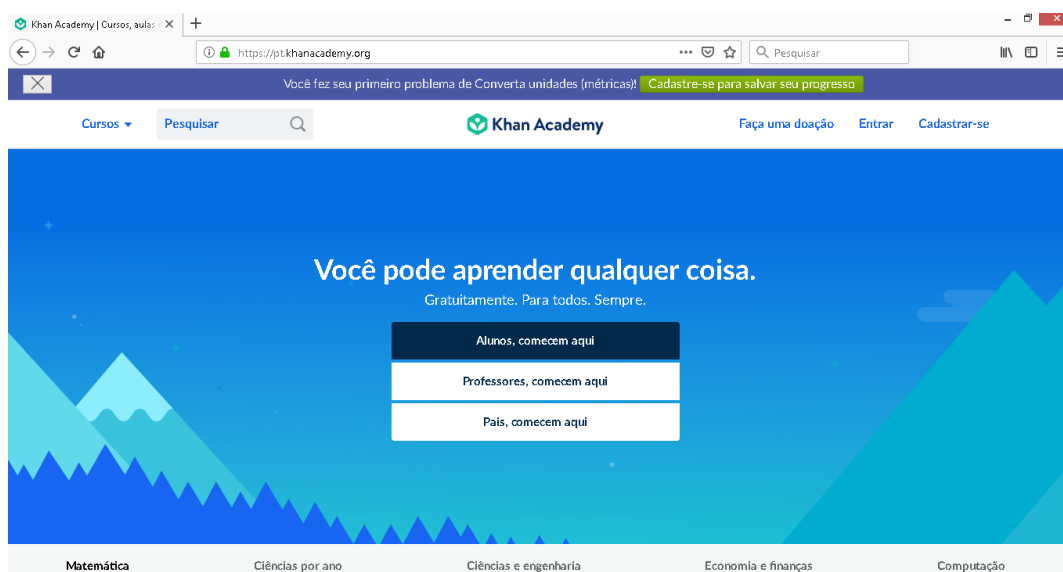 Khan Academy | Cursos, aulas
https://pt.khanacademy.org
Pesquisar
Você fez seu primeiro problema de Converta unidades (métricas)! Cadastre-se para salvar seu progresso
Cursos Pesquisar Khan Academy Faça uma doação Entrar Cadastrar-se
Você pode aprender qualquer coisa.
Gratuitamente. Para todos. Sempre.
Alunos, comecem aqui
Professores, comecem aqui
Pais, comecem aqui
Matemática Ciências por ano Ciências e engenharia Economia e finanças Computação